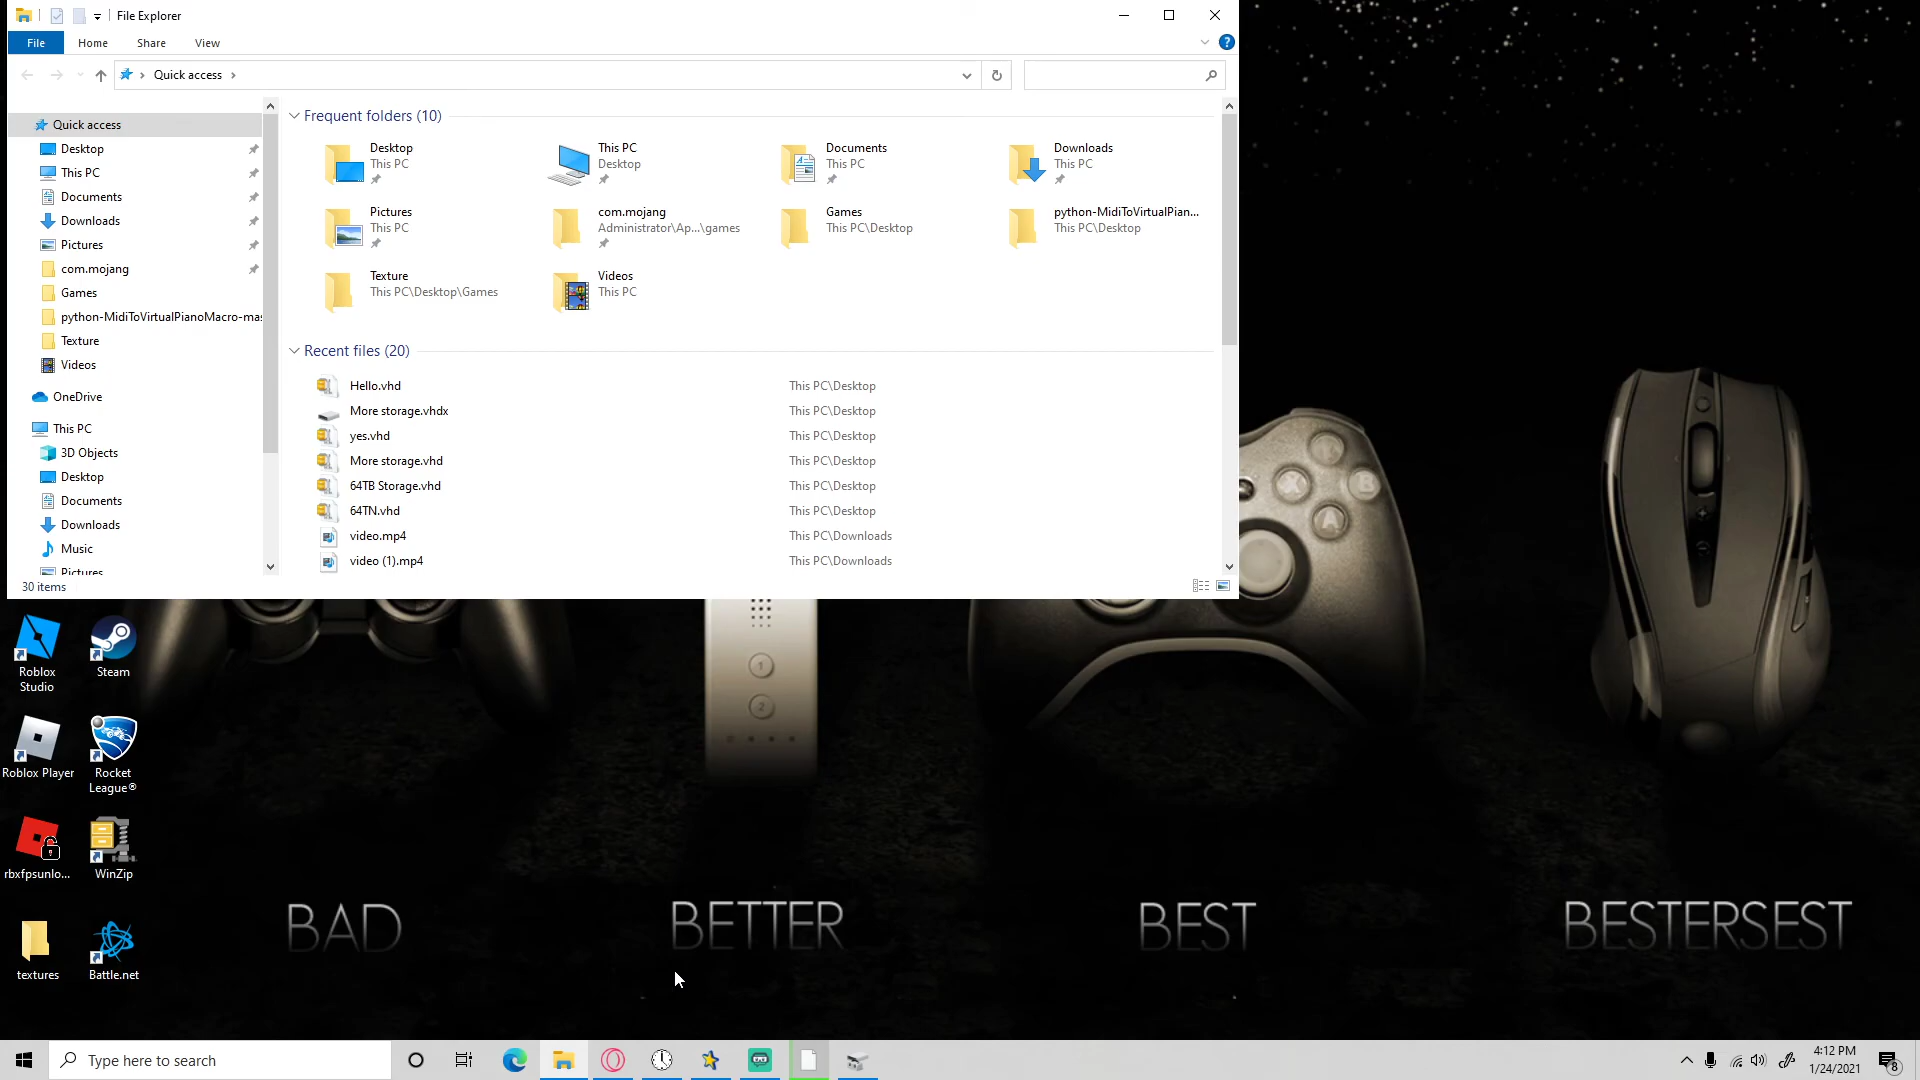 File Explorer
File
Home
Share
View
Quick access
Quick access
Desktop
This PC
Documents
Downloads
Pictures
com.mojang
Games
python-MidiToVirtualPianoMacro-mas
Texture
Videos
OneDrive
This PC
3D Objects
Desktop
Documents
Downloads
Music
Pictures
30 items
Frequent folders (10)
Desktop
This PC
This PC
Desktop
Documents
This PC
Downloads
This PC
Pictures
This PC
com.mojang
Administrator\Ap...\games
Games
This PC\Desktop
python-MidiToVirtualPian...
This PC\Desktop
Texture
This PC\Desktop\Games
Videos
This PC
Recent files (20)
Hello.vhd This PC\Desktop
More storage.vhdx This PC\Desktop
yes.vhd This PC\Desktop
More storage.vhd This PC\Desktop
64TB Storage.vhd This PC\Desktop
64TN.vhd This PC\Desktop
video.mp4 This PC\Downloads
video (1).mp4 This PC\Downloads
X
B
A
1
2
Roblox
Studio
Steam
Roblox Player
Rocket
League®
rbxfpsunlo...
WinZip
textures
Battle.net
BAD
BETTER
BEST
BESTERSEST
Type here to search
4:12 PM
1/24/2021
8